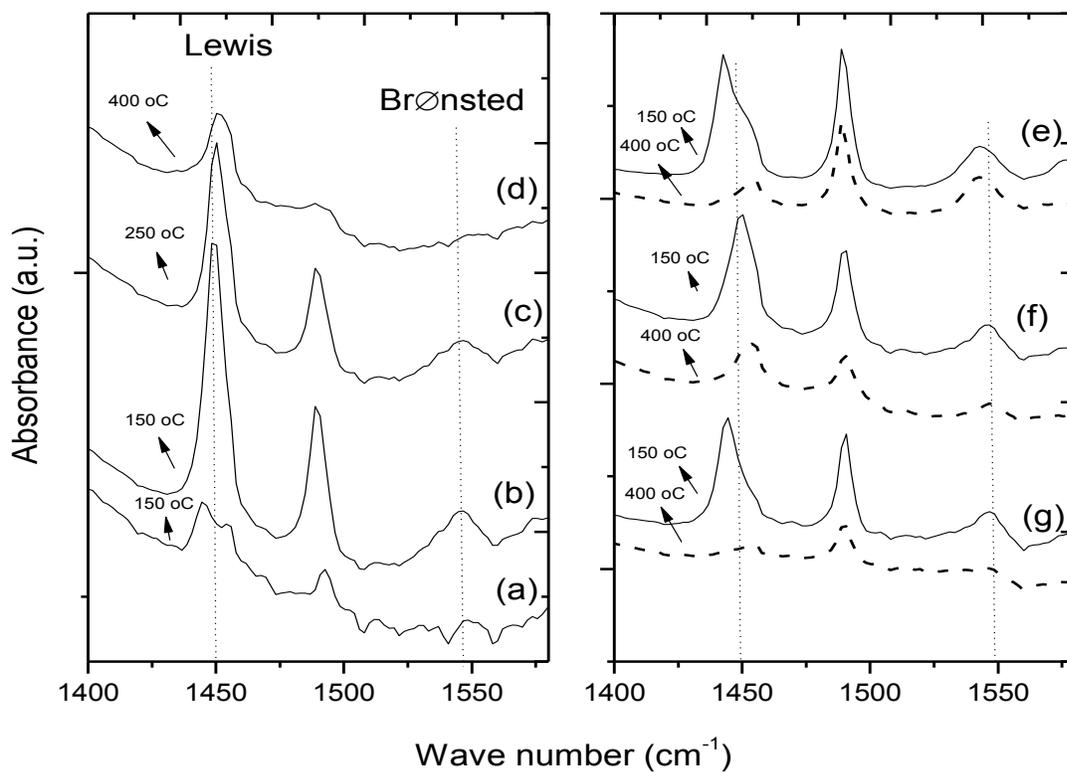 Lewis
Brønsted
400 oC
(d)
250 oC
(c)
150 oC
(b)
150 oC
(a)
150 oC
400 oC
(e)
150 oC
(f)
400 oC
150 oC
400 oC
(g)
Absorbance (a.u.)
1400 1450 1500 1550
1400 1450 1500 1550
Wave number (cm⁻¹)